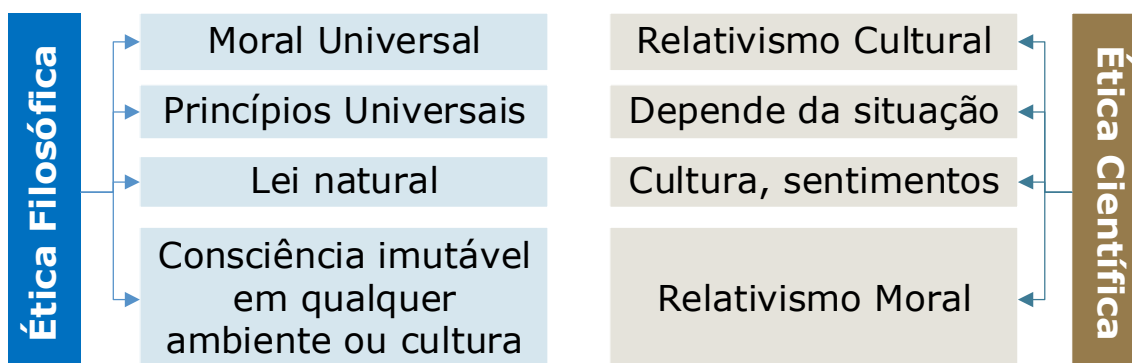 Ética Filosófica
Moral Universal
Princípios Universais
Lei natural
Consciência imutável
em qualquer
ambiente ou cultura
Relativismo Cultural
Depende da situação
Cultura, sentimentos
Relativismo Moral
Ética Científica